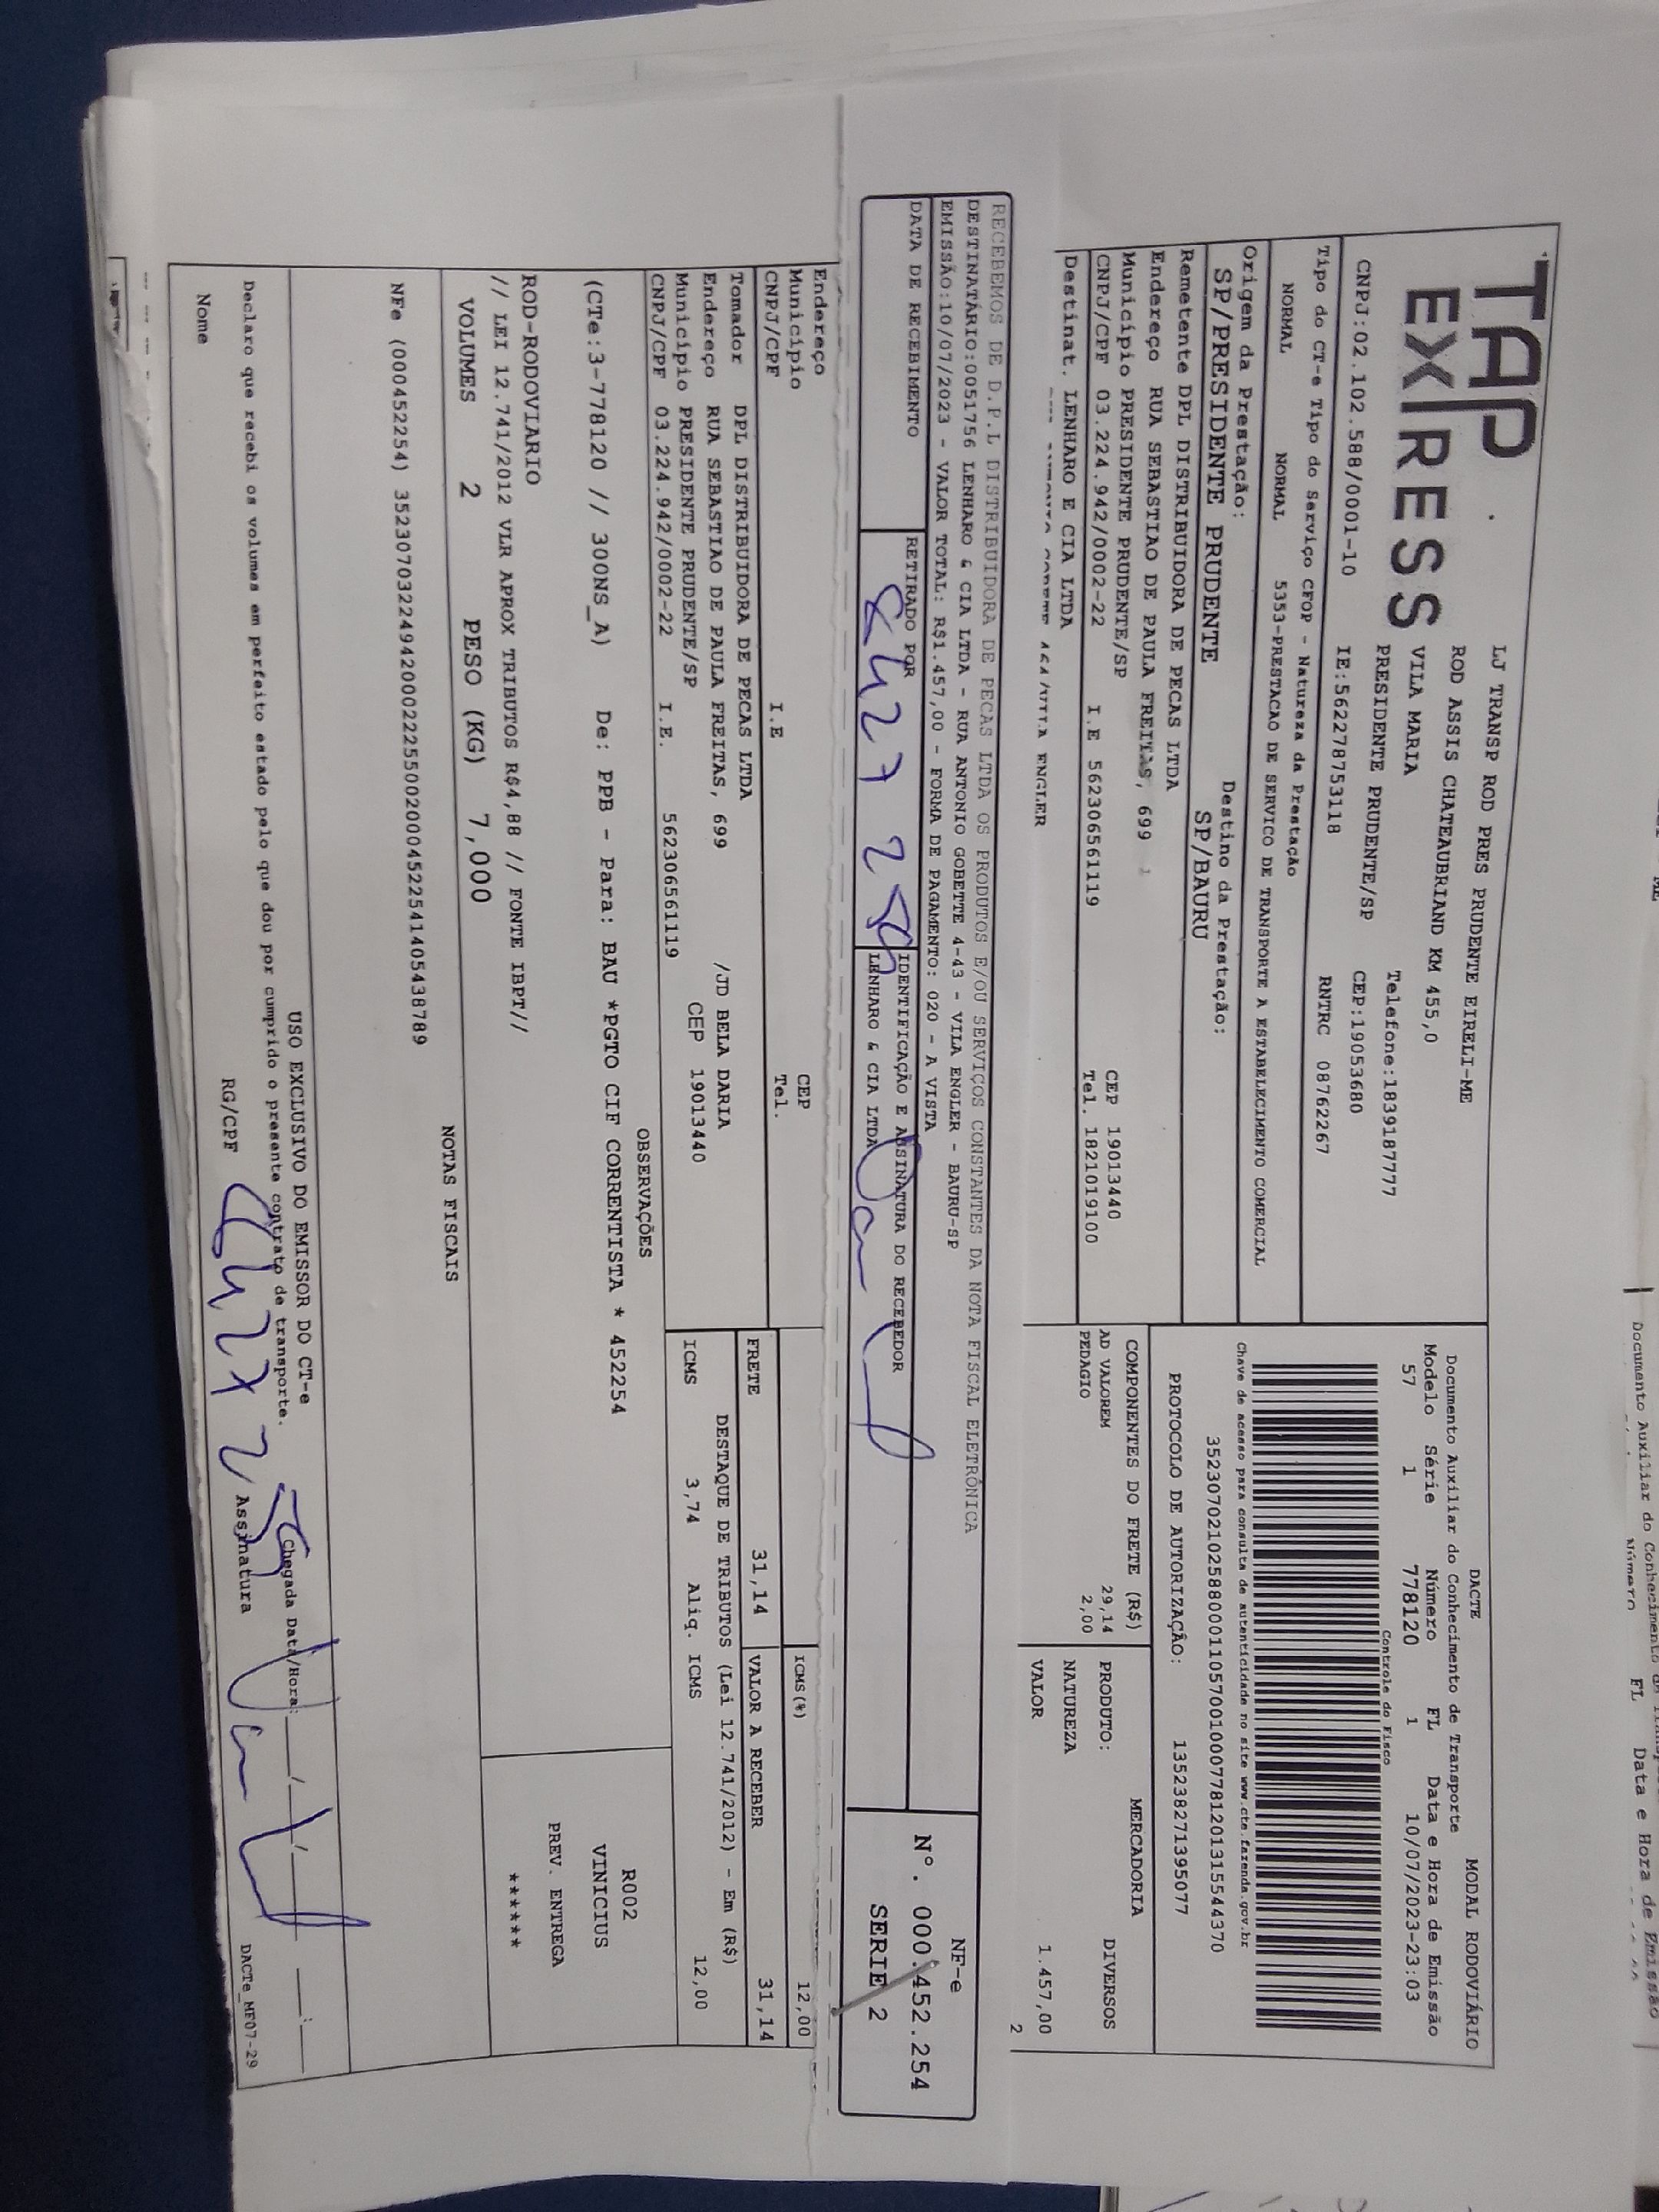 TAP
EXPRESS
LJ TRANSP ROD PRES PRUDENTE EIRELI-ME
ROD ASSIS CHATEAUBRIAND KM 455,0
VILA MARIA Telefone:1839187777
PRESIDENTE PRUDENTE/SP CEP:19053680
CNPJ:02.102.588/0001-10 IE:562278753118 RNTRC 08762267
Tipo do CT-e Tipo do Serviço CFOP - Natureza da Prestação
NORMAL NORMAL 5353-PRESTACAO DE SERVICO DE TRANSPORTE A ESTABELECIMENTO COMERCIAL
Origem da Prestação: Destino da Prestação:
SP/PRESIDENTE PRUDENTE SP/BAURU
Remetente DPL DISTRIBUIDORA DE PECAS LTDA
Endereço RUA SEBASTIAO DE PAULA FREITAS, 699
Município PRESIDENTE PRUDENTE/SP CEP 19013440
CNPJ/CPF 03.224.942/0002-22 I.E 562306561119 Tel. 1821019100
Destinat. LENHARO E CIA LTDA
DACTE MODAL RODOVIÁRIO
Documento Auxiliar do Conhecimento de Transporte
Modelo Série Número FL Data e Hora de Emissão
57 1 778120 1 10/07/2023-23:03
Controle do Fisco
Chave de acesso para consulta de autenticidade no site www.cte.fazenda.gov.br
35230702102588000110570010007781201315544370
PROTOCOLO DE AUTORIZAÇÃO: 135238271395077
COMPONENTES DO FRETE (R$) MERCADORIA
AD VALOREM 29,14 PRODUTO: DIVERSOS
PEDAGIO 2,00
NATUREZA
VALOR 1.457,00
2
RECEBEMOS DE D.P.L DISTRIBUIDORA DE PECAS LTDA OS PRODUTOS E/OU SERVIÇOS CONSTANTES DA NOTA FISCAL ELETRÔNICA
DESTINATÁRIO:0051756 LENHARO & CIA LTDA - RUA ANTONIO GOBETTE 4-43 - VILA ENGLER - BAURU-SP
EMISSÃO:10/07/2023 - VALOR TOTAL: R$1.457,00 - FORMA DE PAGAMENTO: 020 - A VISTA
DATA DE RECEBIMENTO RETIRADO POR IDENTIFICAÇÃO E ASSINATURA DO RECEBEDOR
LENHARO & CIA LTDA
NF-e
N°. 000.452.254
SERIE 2
Endereço
Município CEP
CNPJ/CPF I.E Tel.
ICMS(%) 12,00
Tomador DPL DISTRIBUIDORA DE PECAS LTDA
Endereço RUA SEBASTIAO DE PAULA FREITAS, 699 /JD BELA DARIA
Município PRESIDENTE PRUDENTE/SP CEP 19013440
CNPJ/CPF 03.224.942/0002-22 I.E. 562306561119
FRETE 31,14 VALOR A RECEBER 31,14
DESTAQUE DE TRIBUTOS (Lei 12.741/2012) - Em (R$)
ICMS 3,74 Aliq. ICMS 12,00
OBSERVAÇÕES
(CTe:3-778120 // 300NS_A) De: PPB - Para: BAU *PGTO CIF CORRENTISTA * 452254
R002
VINICIUS
ROD-RODOVIARIO
// LEI 12.741/2012 VLR APROX TRIBUTOS R$4,88 // FONTE IBPT//
PREV. ENTREGA
******
VOLUMES 2 PESO (KG) 7,000
NOTAS FISCAIS
NFe (000452254) 35230703224942000222550020004522541405438789
USO EXCLUSIVO DO EMISSOR DO CT-e
Declaro que recebi os volumes em perfeito estado pelo que dou por cumprido o presente contrato de transporte.
Chegada Data/Hora: ___/___/___ ___:___
Nome RG/CPF Assinatura
DACTe_MF07-29
Documento Auxiliar do Conhecimento
FL Data e Hora de Emissão